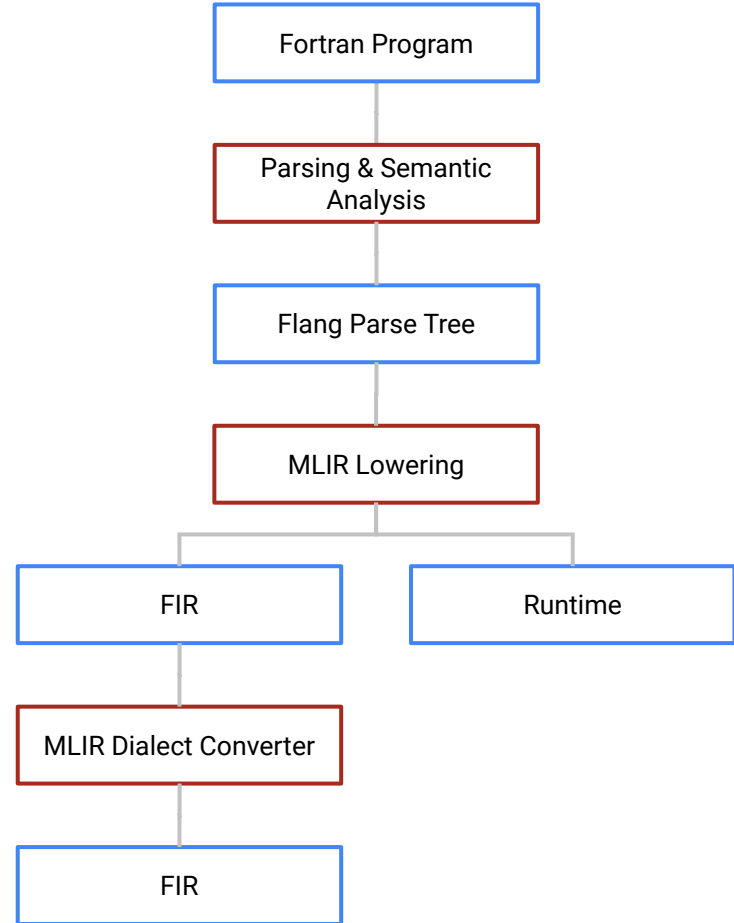 Fortran Program
Parsing & Semantic
Analysis
Flang Parse Tree
MLIR Lowering
FIR
Runtime
MLIR Dialect Converter
FIR